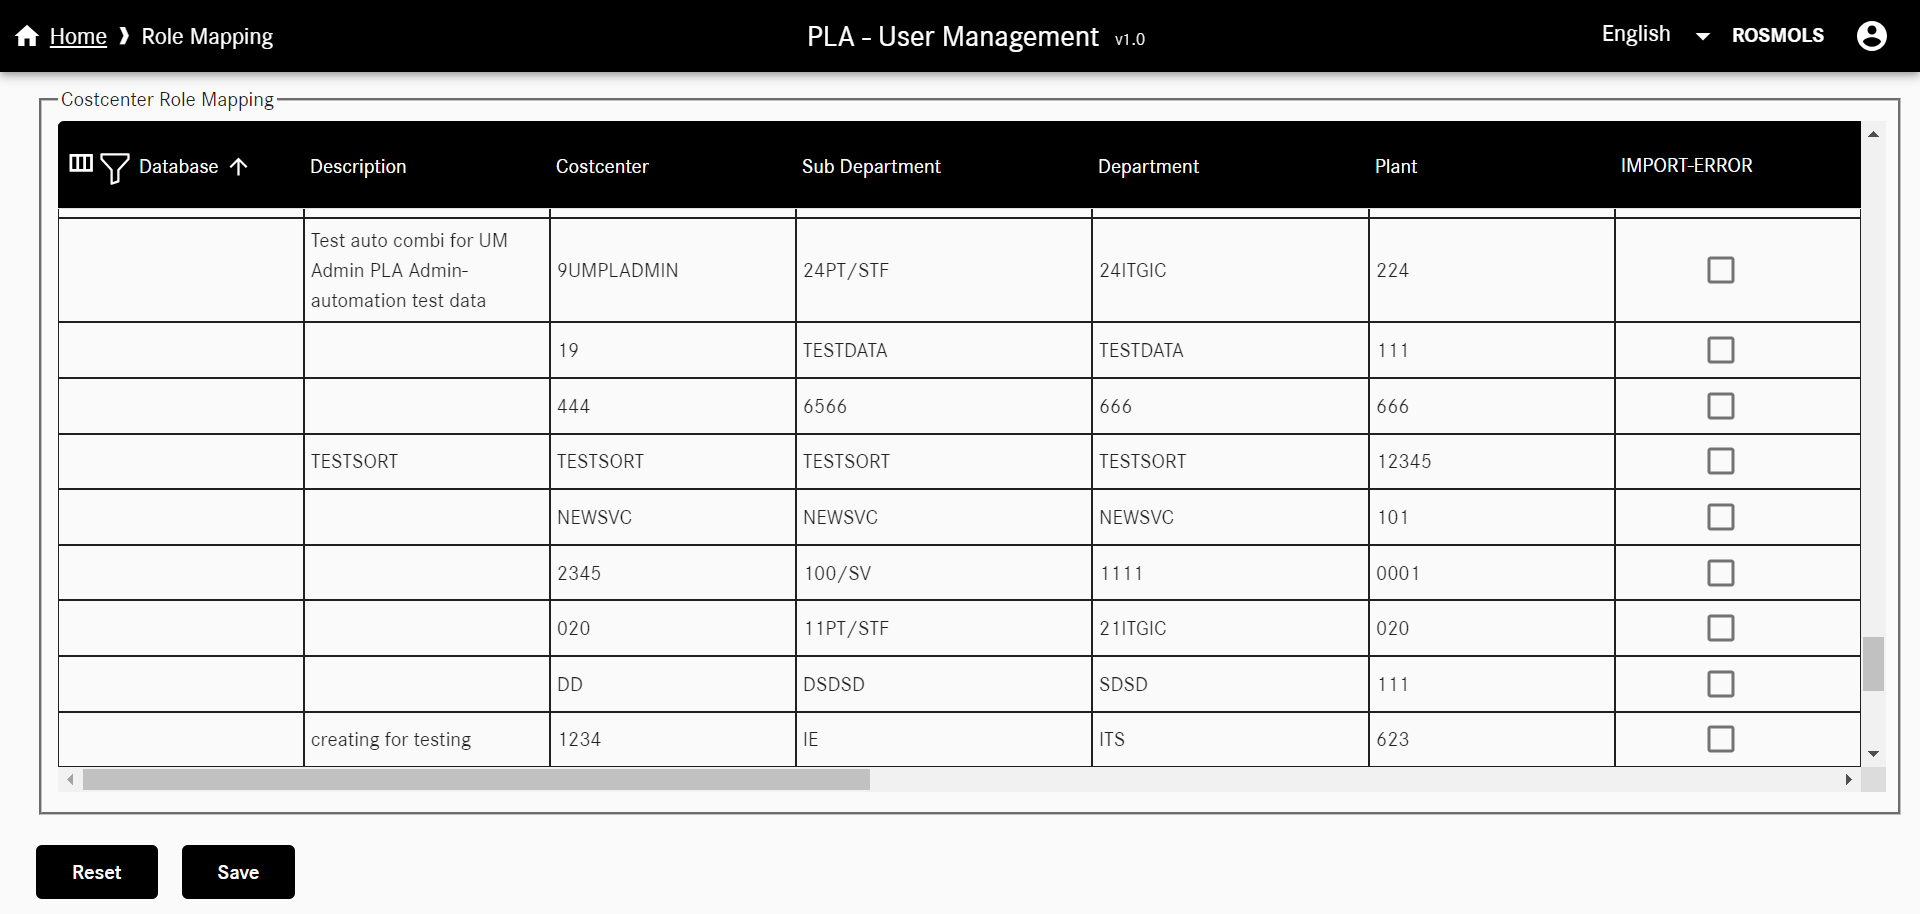 Home ❯ Role Mapping
PLA - User Management v1.0
English
ROSMOLS
Costcenter Role Mapping
Database Description Costcenter Sub Department Department Plant IMPORT-ERROR
Test auto combi for UM
Admin PLA Admin-
automation test data
9UMPLADMIN 24PT/STF 24ITGIC 224
19 TESTDATA TESTDATA 111
444 6566 666 666
TESTSORT TESTSORT TESTSORT TESTSORT 12345
NEWSVC NEWSVC NEWSVC 101
2345 100/SV 1111 0001
020 11PT/STF 21ITGIC 020
DD DSDSD SDSD 111
creating for testing 1234 IE ITS 623
Reset Save